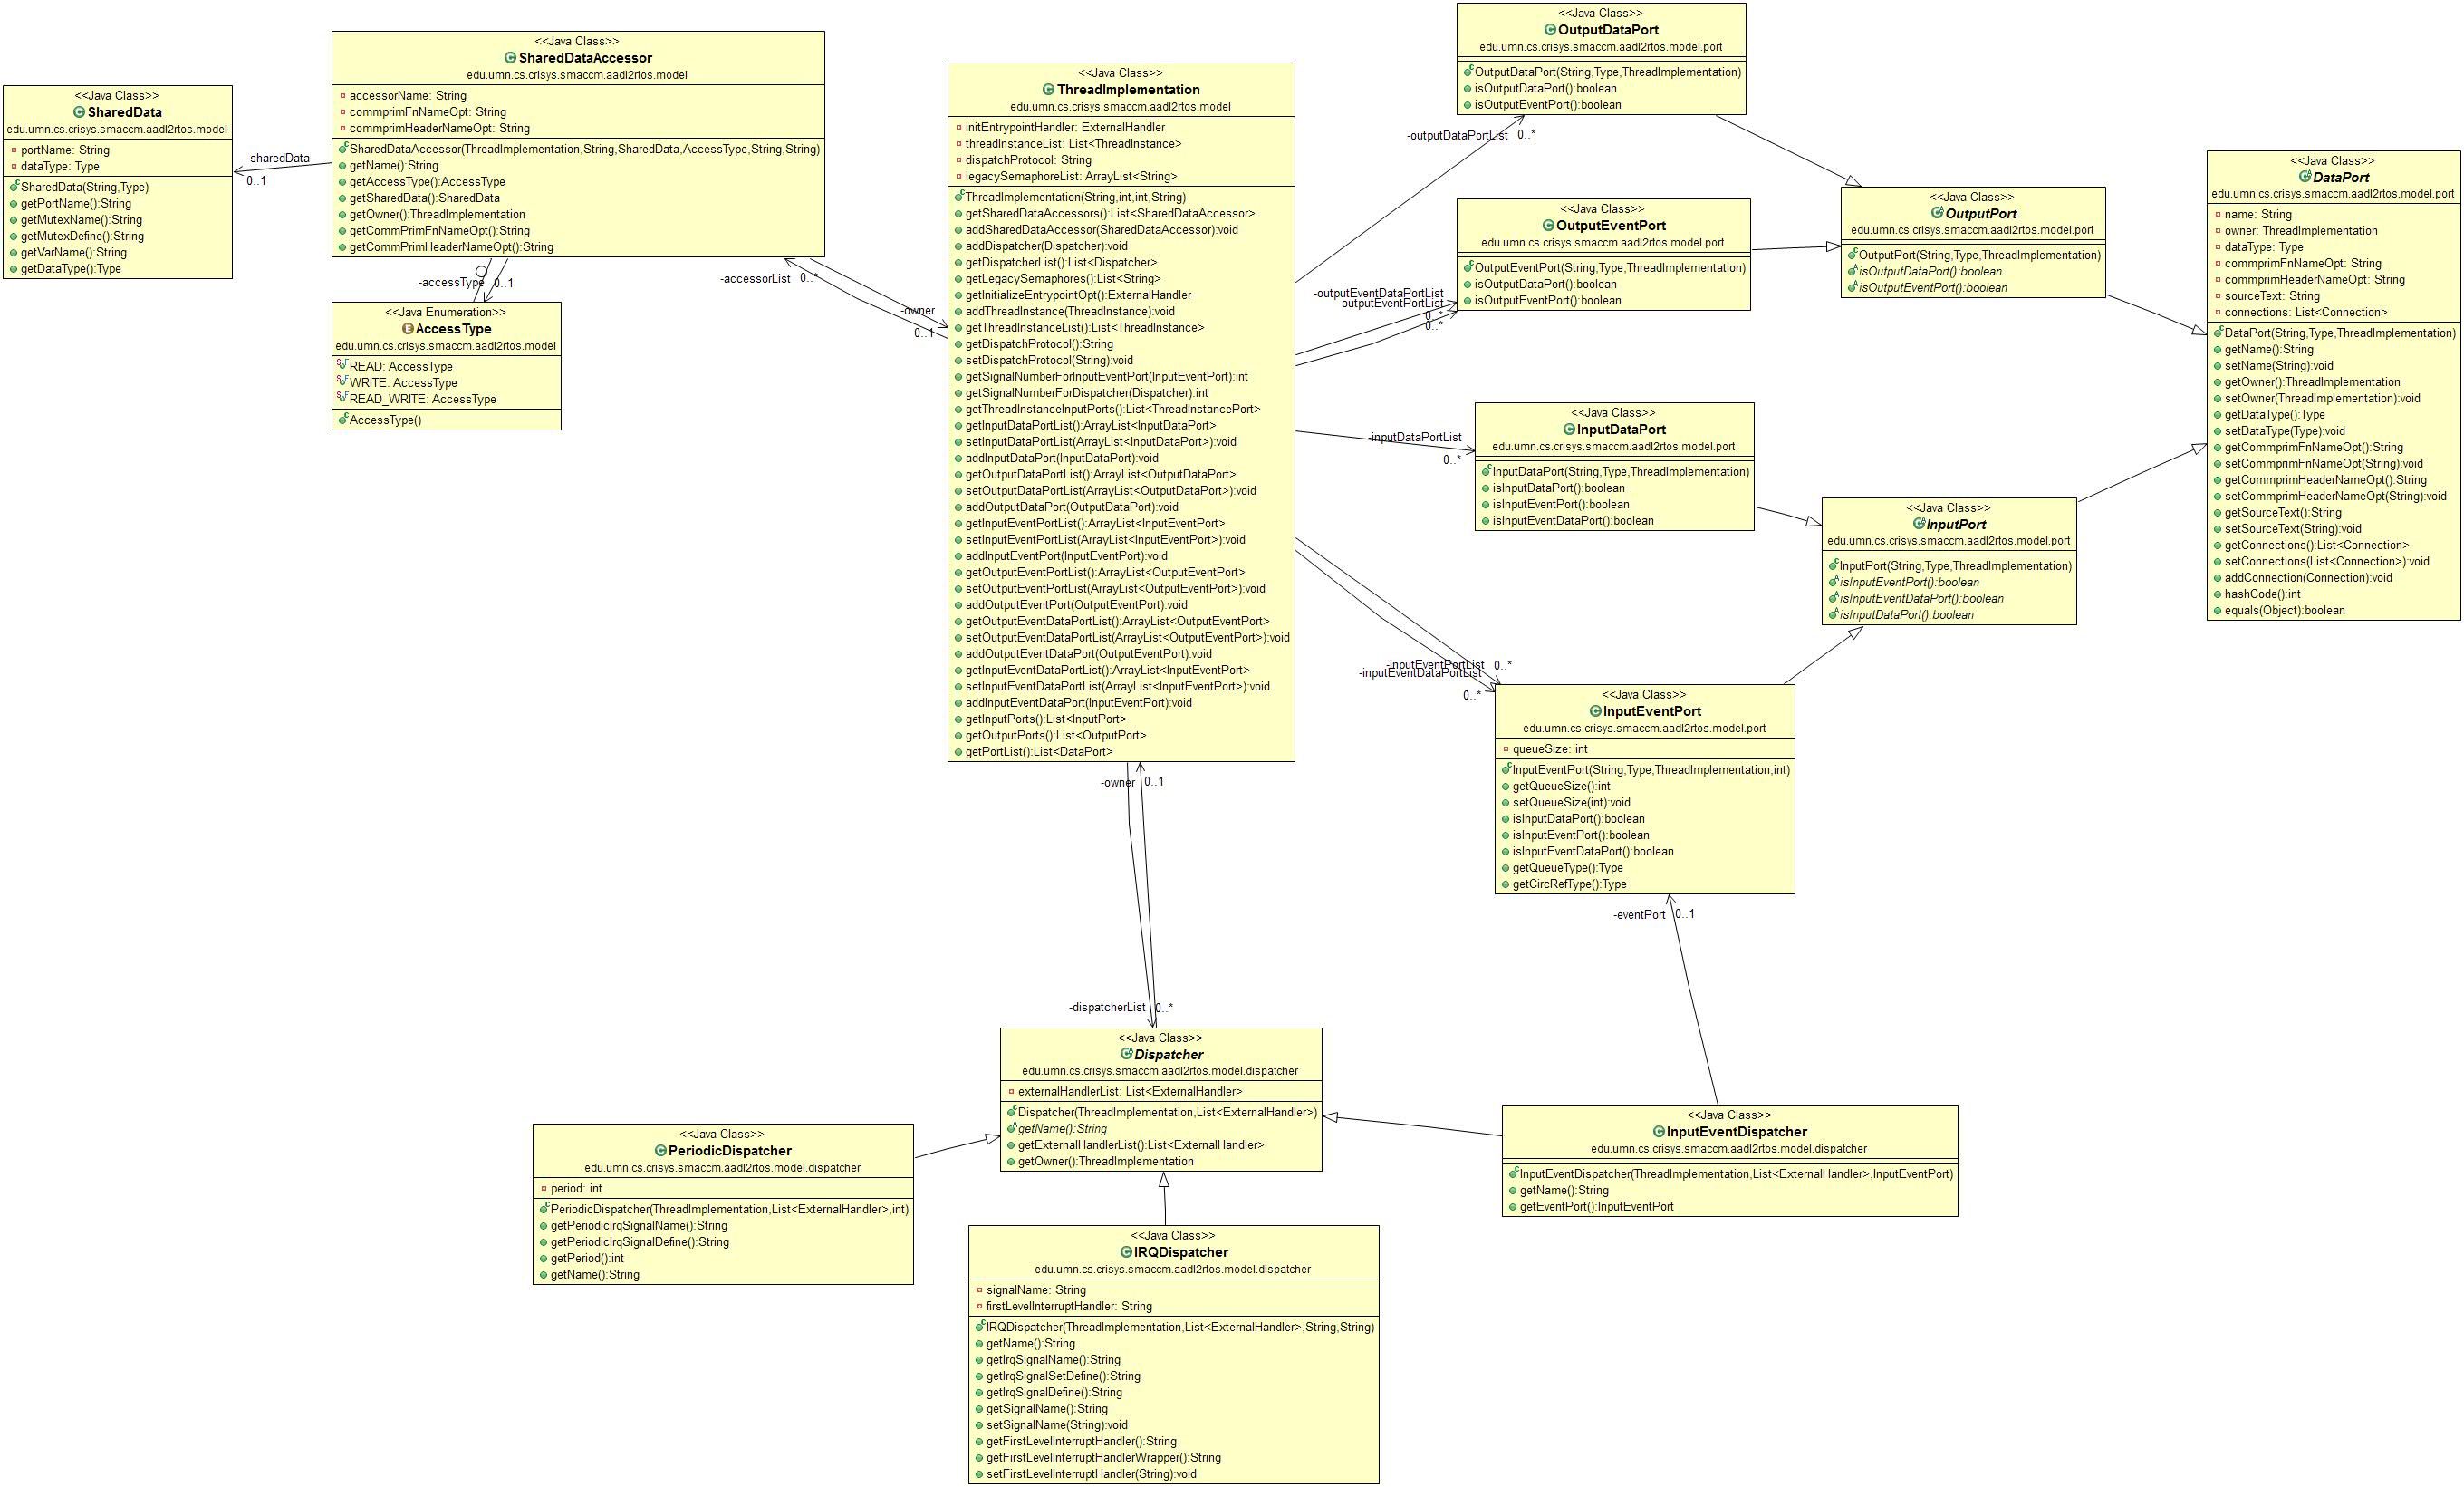 <<Java Class>>
SharedData
edu.umn.cs.crisys.smaccm.aadl2rtos.model
portName: String
dataType: Type
SharedData(String,Type)
getPortName():String
getMutexName():String
getMutexDefine():String
getVarName():String
getDataType():Type
-sharedData
0..1
<<Java Class>>
SharedDataAccessor
edu.umn.cs.crisys.smaccm.aadl2rtos.model
accessorName: String
commprimFnNameOpt: String
commprimHeaderNameOpt: String
SharedDataAccessor(ThreadImplementation,String,SharedData,AccessType,String,String)
getName():String
getAccessType():AccessType
getSharedData():SharedData
getOwner():ThreadImplementation
getCommPrimFnNameOpt():String
getCommPrimHeaderNameOpt():String
-accessType
0..1
<<Java Enumeration>>
AccessType
edu.umn.cs.crisys.smaccm.aadl2rtos.model
READ: AccessType
WRITE: AccessType
READ_WRITE: AccessType
AccessType()
-accessorList
0..*
-owner
0..1
<<Java Class>>
ThreadImplementation
edu.umn.cs.crisys.smaccm.aadl2rtos.model
initEntrypointHandler: ExternalHandler
threadInstanceList: List<ThreadInstance>
dispatchProtocol: String
legacySemaphoreList: ArrayList<String>
ThreadImplementation(String,int,int,String)
getSharedDataAccessors():List<SharedDataAccessor>
addSharedDataAccessor(SharedDataAccessor):void
addDispatcher(Dispatcher):void
getDispatcherList():List<Dispatcher>
getLegacySemaphores():List<String>
getInitializeEntrypointOpt():ExternalHandler
addThreadInstance(ThreadInstance):void
getThreadInstanceList():List<ThreadInstance>
getDispatchProtocol():String
setDispatchProtocol(String):void
getSignalNumberForInputEventPort(InputEventPort):int
getSignalNumberForDispatcher(Dispatcher):int
getThreadInstanceInputPorts():List<ThreadInstancePort>
getInputDataPortList():ArrayList<InputDataPort>
setInputDataPortList(ArrayList<InputDataPort>):void
addInputDataPort(InputDataPort):void
getOutputDataPortList():ArrayList<OutputDataPort>
setOutputDataPortList(ArrayList<OutputDataPort>):void
addOutputDataPort(OutputDataPort):void
getInputEventPortList():ArrayList<InputEventPort>
setInputEventPortList(ArrayList<InputEventPort>):void
addInputEventPort(InputEventPort):void
getOutputEventPortList():ArrayList<OutputEventPort>
setOutputEventPortList(ArrayList<OutputEventPort>):void
addOutputEventPort(OutputEventPort):void
getOutputEventDataPortList():ArrayList<OutputEventPort>
setOutputEventDataPortList(ArrayList<OutputEventPort>):void
addOutputEventDataPort(OutputEventPort):void
getInputEventDataPortList():ArrayList<InputEventPort>
setInputEventDataPortList(ArrayList<InputEventPort>):void
addInputEventDataPort(InputEventPort):void
getInputPorts():List<InputPort>
getOutputPorts():List<OutputPort>
getPortList():List<DataPort>
-outputDataPortList
0..*
-outputEventDataPortList
-outputEventPortList
0..*
0..*
-inputDataPortList
0..*
-inputEventPortList
0..*
-inputEventDataPortList
0..*
<<Java Class>>
OutputDataPort
edu.umn.cs.crisys.smaccm.aadl2rtos.model.port
OutputDataPort(String,Type,ThreadImplementation)
isOutputDataPort():boolean
isOutputEventPort():boolean
<<Java Class>>
OutputEventPort
edu.umn.cs.crisys.smaccm.aadl2rtos.model.port
OutputEventPort(String,Type,ThreadImplementation)
isOutputDataPort():boolean
isOutputEventPort():boolean
<<Java Class>>
InputDataPort
edu.umn.cs.crisys.smaccm.aadl2rtos.model.port
InputDataPort(String,Type,ThreadImplementation)
isInputDataPort():boolean
isInputEventPort():boolean
isInputEventDataPort():boolean
<<Java Class>>
OutputPort
edu.umn.cs.crisys.smaccm.aadl2rtos.model.port
OutputPort(String,Type,ThreadImplementation)
isOutputDataPort():boolean
isOutputEventPort():boolean
<<Java Class>>
InputPort
edu.umn.cs.crisys.smaccm.aadl2rtos.model.port
InputPort(String,Type,ThreadImplementation)
isInputEventPort():boolean
isInputEventDataPort():boolean
isInputDataPort():boolean
<<Java Class>>
DataPort
edu.umn.cs.crisys.smaccm.aadl2rtos.model.port
name: String
owner: ThreadImplementation
dataType: Type
commprimFnNameOpt: String
commprimHeaderNameOpt: String
sourceText: String
connections: List<Connection>
DataPort(String,Type,ThreadImplementation)
getName():String
setName(String):void
getOwner():ThreadImplementation
setOwner(ThreadImplementation):void
getDataType():Type
setDataType(Type):void
getCommprimFnNameOpt():String
setCommprimFnNameOpt(String):void
getCommprimHeaderNameOpt():String
setCommprimHeaderNameOpt(String):void
getSourceText():String
setSourceText(String):void
getConnections():List<Connection>
setConnections(List<Connection>):void
addConnection(Connection):void
hashCode():int
equals(Object):boolean
<<Java Class>>
InputEventPort
edu.umn.cs.crisys.smaccm.aadl2rtos.model.port
queueSize: int
InputEventPort(String,Type,ThreadImplementation,int)
getQueueSize():int
setQueueSize(int):void
isInputDataPort():boolean
isInputEventPort():boolean
isInputEventDataPort():boolean
getQueueType():Type
getCircRefType():Type
-eventPort
0..1
-owner
0..1
-dispatcherList
0..*
<<Java Class>>
Dispatcher
edu.umn.cs.crisys.smaccm.aadl2rtos.model.dispatcher
externalHandlerList: List<ExternalHandler>
Dispatcher(ThreadImplementation,List<ExternalHandler>)
getName():String
getExternalHandlerList():List<ExternalHandler>
getOwner():ThreadImplementation
<<Java Class>>
PeriodicDispatcher
edu.umn.cs.crisys.smaccm.aadl2rtos.model.dispatcher
period: int
PeriodicDispatcher(ThreadImplementation,List<ExternalHandler>,int)
getPeriodicIrqSignalName():String
getPeriodicIrqSignalDefine():String
getPeriod():int
getName():String
<<Java Class>>
InputEventDispatcher
edu.umn.cs.crisys.smaccm.aadl2rtos.model.dispatcher
InputEventDispatcher(ThreadImplementation,List<ExternalHandler>,InputEventPort)
getName():String
getEventPort():InputEventPort
<<Java Class>>
IRQDispatcher
edu.umn.cs.crisys.smaccm.aadl2rtos.model.dispatcher
signalName: String
firstLevelInterruptHandler: String
IRQDispatcher(ThreadImplementation,List<ExternalHandler>,String,String)
getName():String
getIrqSignalName():String
getIrqSignalSetDefine():String
getIrqSignalDefine():String
getSignalName():String
setSignalName(String):void
getFirstLevelInterruptHandler():String
getFirstLevelInterruptHandlerWrapper():String
setFirstLevelInterruptHandler(String):void